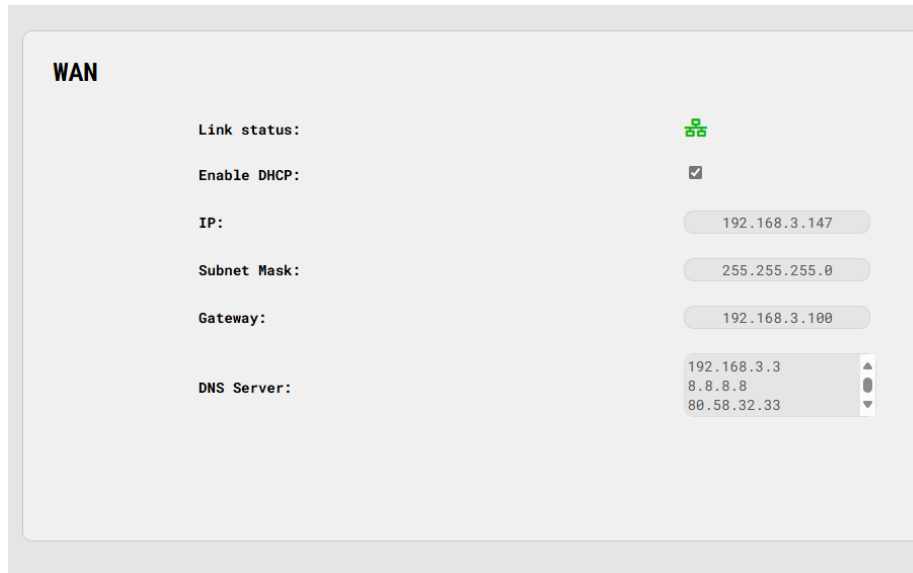 WAN
Link status:
Enable DHCP:
IP: 192.168.3.147
Subnet Mask: 255.255.255.0
Gateway: 192.168.3.100
DNS Server: 192.168.3.3
8.8.8.8
80.58.32.33